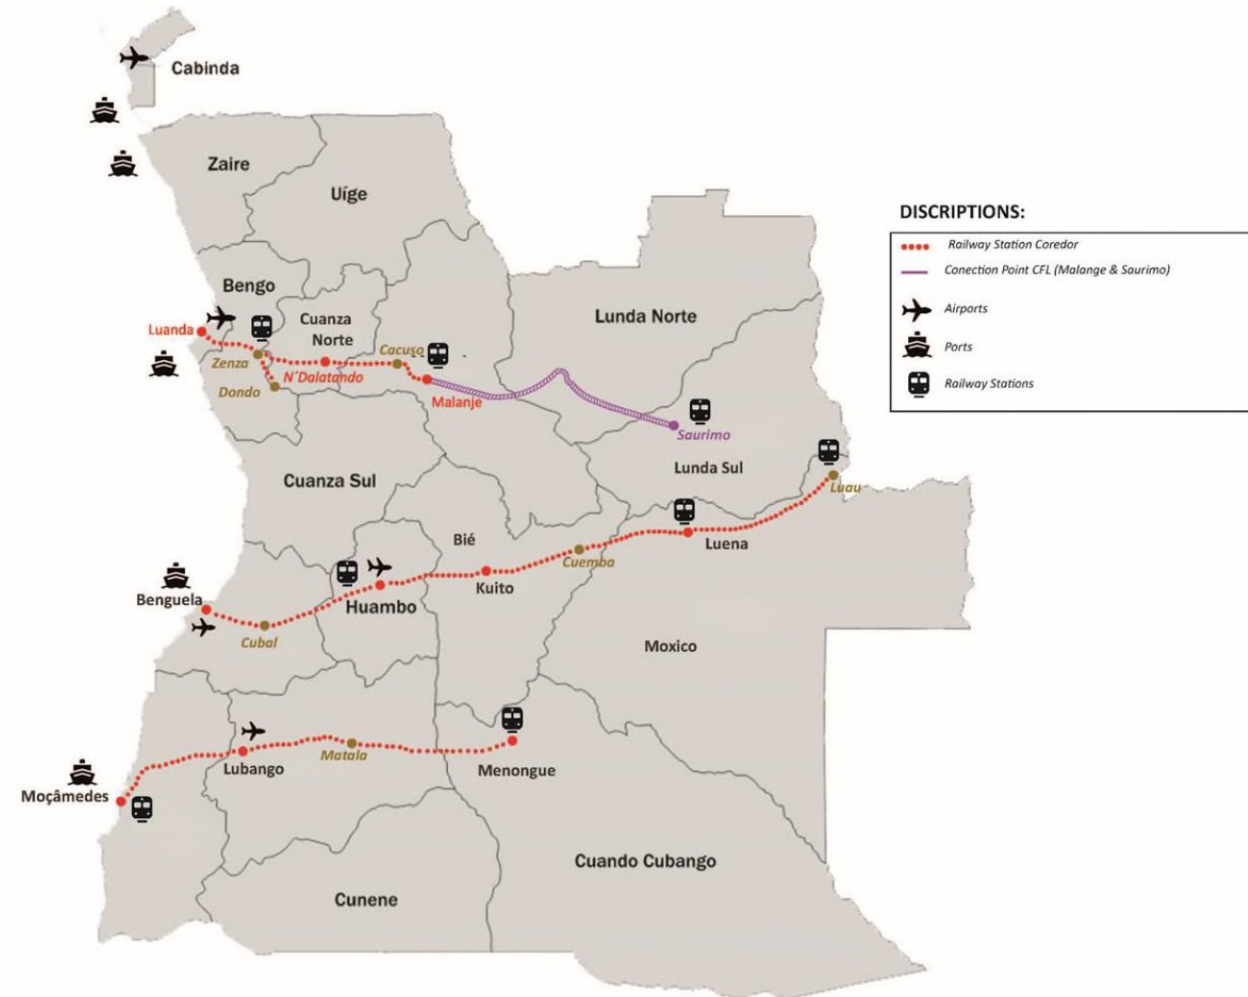 Cabinda
Zaire
Uíge
Bengo
Luanda
Cuanza
Norte
Lunda Norte
Zenza
Cacuso
N´Dalatando
Dondo
Malanje
Saurimo
Lunda Sul
Cuanza Sul
Luau
Bié
Luena
Cuemba
Benguela
Huambo
Kuito
Cubal
Moxico
Lubango
Matala
Menongue
Moçâmedes
Cuando Cubango
Cunene
DISCRIPTIONS:
Railway Station Coredor
Conection Point CFL (Malange & Saurimo)
Airports
Ports
Railway Stations